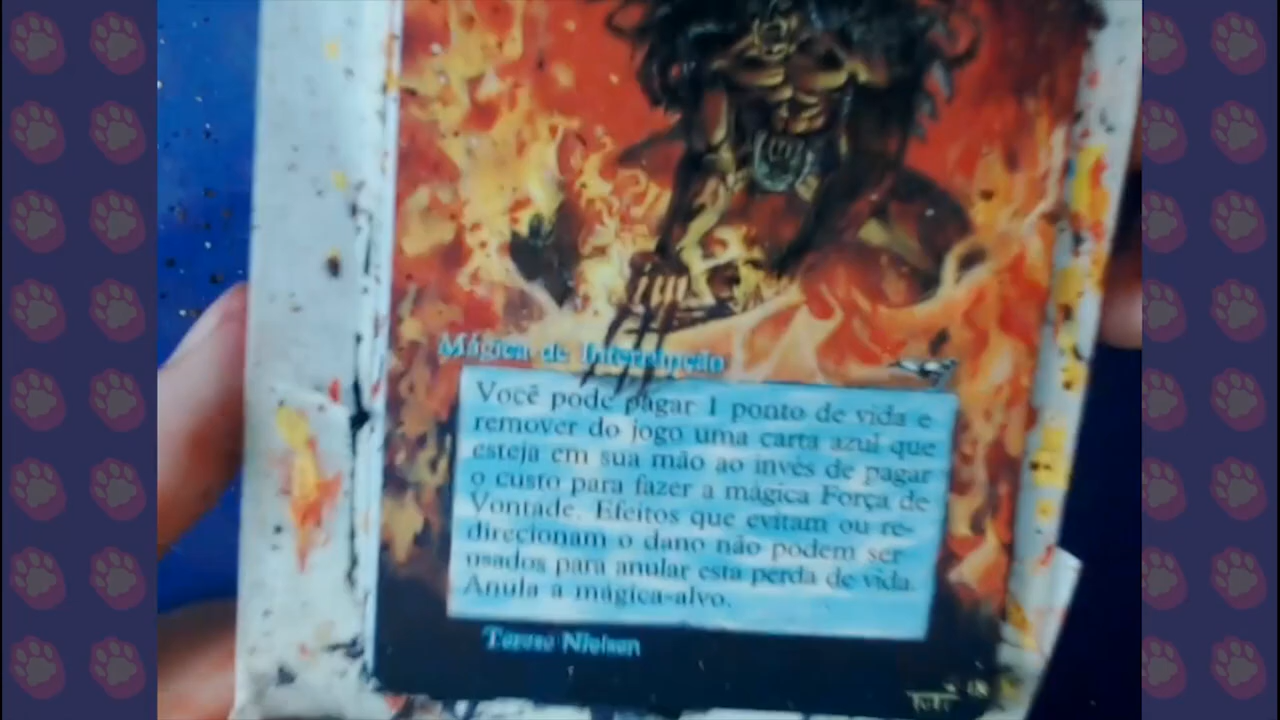 Mágica de Interrupção
Você pode pagar 1 ponto de vida e
remover do jogo uma carta azul que
esteja em sua mão ao invés de pagar
o custo para fazer a mágica Força de
Vontade. Efeitos que evitam ou re-
direcionam o dano não podem ser
usados para anular esta perda de vida.
Anula a mágica-alvo.
Terese Nielsen